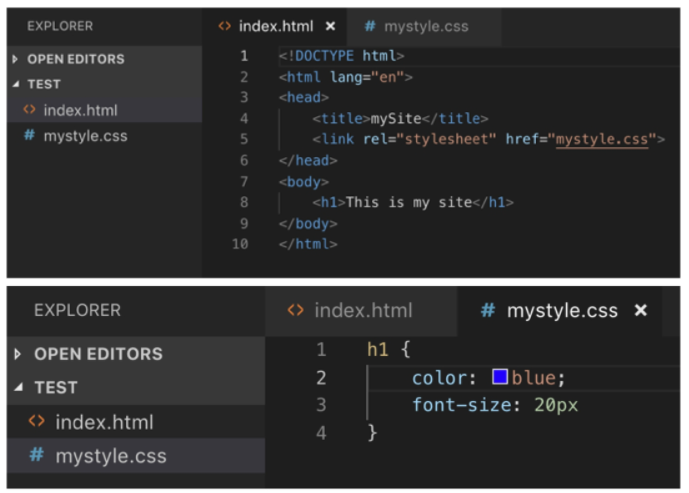 EXPLORER
OPEN EDITORS
TEST
<> index.html
# mystyle.css
<> index.html ×
# mystyle.css
1 <!DOCTYPE html>
2 <html lang="en">
3 <head>
4     <title>mySite</title>
5     <link rel="stylesheet" href="mystyle.css">
6 </head>
7 <body>
8     <h1>This is my site</h1>
9 </body>
10 </html>
EXPLORER
OPEN EDITORS
TEST
<> index.html
# mystyle.css
<> index.html
# mystyle.css ×
1 h1 {
2     color: blue;
3     font-size: 20px
4 }